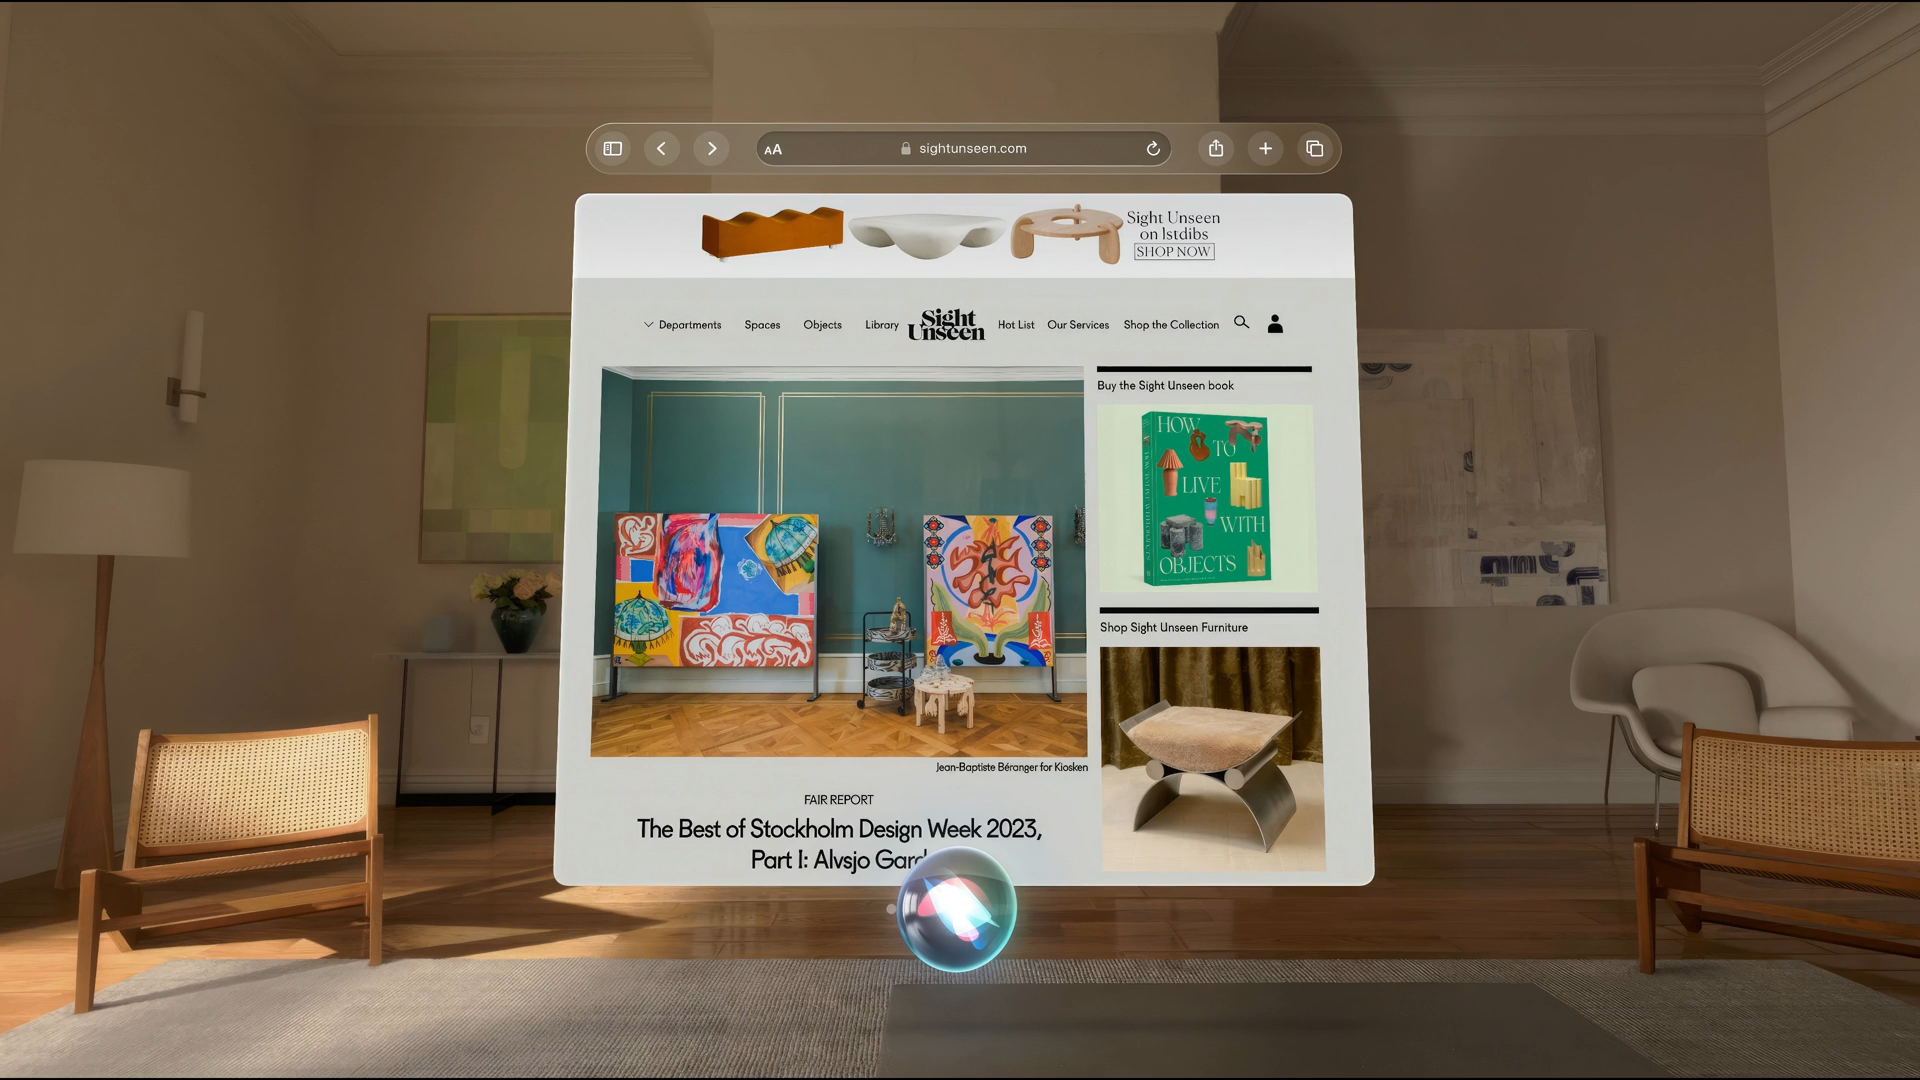 AA
sightunseen.com
Sight Unseen
on 1stdibs
SHOP NOW
Departments
Spaces
Objects
Library
Sight
Unseen
Hot List
Our Services
Shop the Collection
Buy the Sight Unseen book
HOW
TO
LIVE
WITH
OBJECTS
Jean-Baptiste Béranger for Kiosken
Shop Sight Unseen Furniture
FAIR REPORT
The Best of Stockholm Design Week 2023,
Part I: Alvsjo Gard